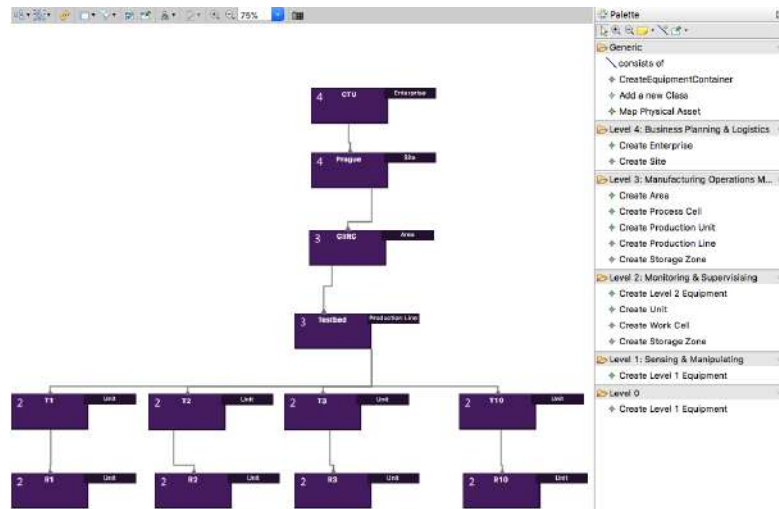 75%
4 CTU Enterprise
4 Prague Site
3 CIIRC Area
3 Testbed Production Line
2 T1 Unit
2 T2 Unit
2 T3 Unit
2 T10 Unit
2 R1 Unit
2 R2 Unit
2 R3 Unit
2 R10 Unit
Palette
Generic
consists of
CreateEquipmentContainer
Add a new Class
Map Physical Asset
Level 4: Business Planning & Logistics
Create Enterprise
Create Site
Level 3: Manufacturing Operations M...
Create Area
Create Process Cell
Create Production Unit
Create Production Line
Create Storage Zone
Level 2: Monitoring & Supervisising
Create Level 2 Equipment
Create Unit
Create Work Cell
Create Storage Zone
Level 1: Sensing & Manipulating
Create Level 1 Equipment
Level 0
Create Level 1 Equipment